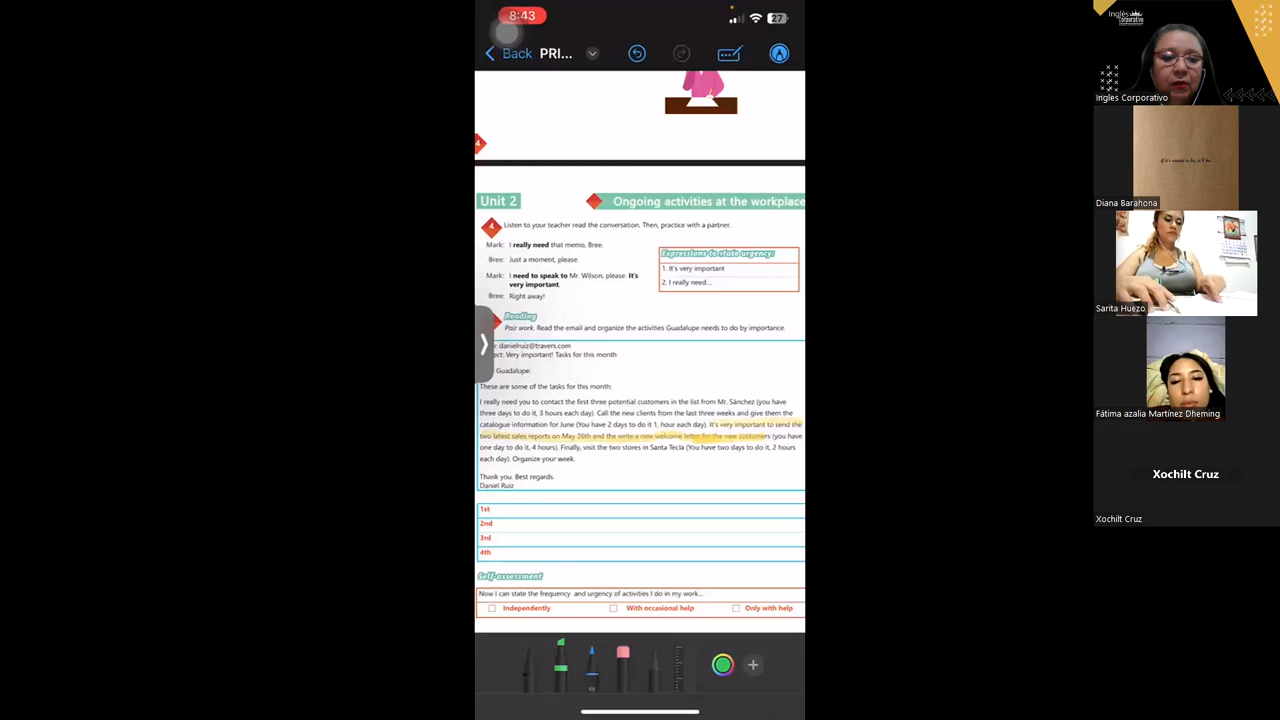 8:43
27
Back PRI...
4
Unit 2
Ongoing activities at the workplace
4 Listen to your teacher read the conversation. Then, practice with a partner.
Mark: I really need that memo, Bree.
Bree: Just a moment, please.
Mark: I need to speak to Mr. Wilson, please. It's
very important.
Bree: Right away!
Expressions to state urgency:
1. It's very important
2. I really need...
Reading
Pair work. Read the email and organize the activities Guadalupe needs to do by importance.
danielruiz@travers.com
Very important! Tasks for this month
Guadalupe:
These are some of the tasks for this month:
I really need you to contact the first three potential customers in the list from Mr. Sánchez (you have
three days to do it, 3 hours each day). Call the new clients from the last three weeks and give them the
catalogue information for June (You have 2 days to do it 1, hour each day). It's very important to send the
two latest sales reports on May 26th and the write a new welcome letter for the new customers (you have
one day to do it, 4 hours). Finally, visit the two stores in Santa Tecla (You have two days to do it, 2 hours
each day). Organize your week.
Thank you. Best regards.
Daniel Ruiz
1st
2nd
3rd
4th
Self-assessment
Now I can state the frequency and urgency of activities I do in my work...
Independently
With occasional help
Only with help
Inglés
Corporativo
Ingles Corporativo
Diana Barahona
Sarita Huezo
Fátima azalia Martínez Dheming
Xochilt Cruz
Xochilt Cruz